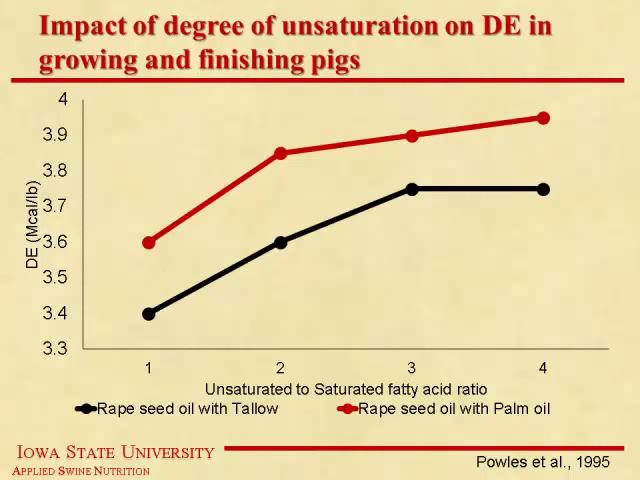 Impact of degree of unsaturation on DE in
growing and finishing pigs
4
3.9
3.8
3.7
3.6
3.5
3.4
3.3
DE (Mcal/lb)
1 2 3 4
Unsaturated to Saturated fatty acid ratio
Rape seed oil with Tallow Rape seed oil with Palm oil
IOWA STATE UNIVERSITY
APPLIED SWINE NUTRITION
Powles et al., 1995